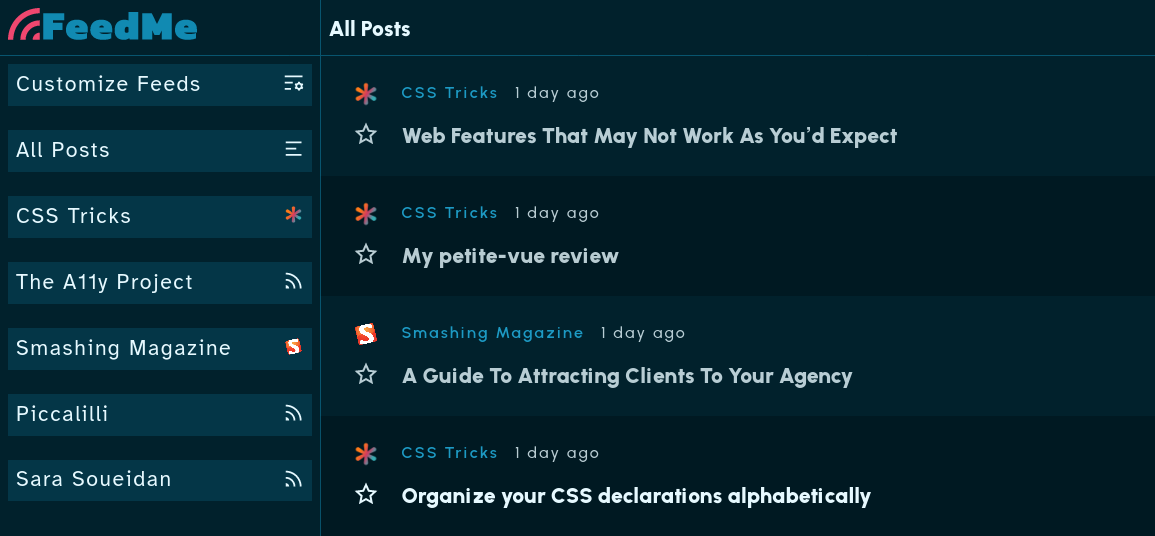 FeedMe
Customize Feeds
All Posts
CSS Tricks
The A11y Project
Smashing Magazine
Piccalilli
Sara Soueidan
All Posts
CSS Tricks 1 day ago
Web Features That May Not Work As You’d Expect
CSS Tricks 1 day ago
My petite-vue review
Smashing Magazine 1 day ago
A Guide To Attracting Clients To Your Agency
CSS Tricks 1 day ago
Organize your CSS declarations alphabetically